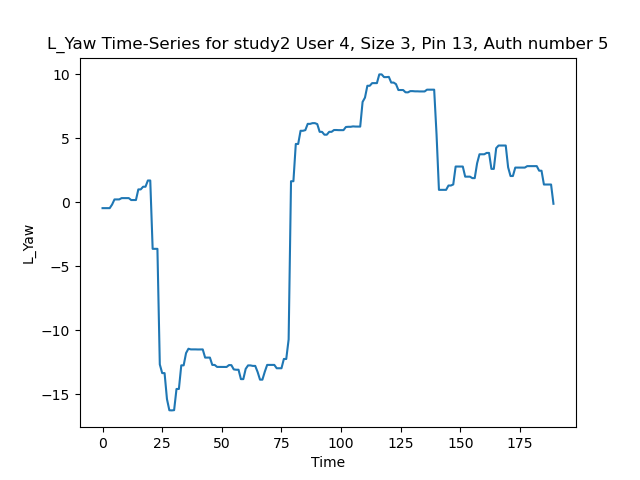 L_Yaw Time-Series for study2 User 4, Size 3, Pin 13, Auth number 5
10
5
0
−5
−10
−15
L_Yaw
0 25 50 75 100 125 150 175
Time